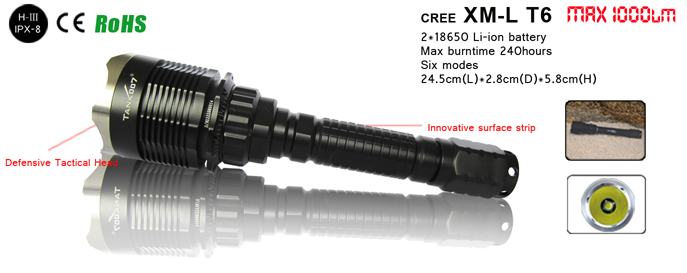 H-III
IPX-8
CE
RoHS
CREE XM-L T6 MAX 1000LM
2*18650 Li-ion battery
Max burntime 240hours
Six modes
24.5cm(L)*2.8cm(D)*5.8cm(H)
TANK007
Innovative surface strip
Defensive Tactical Head